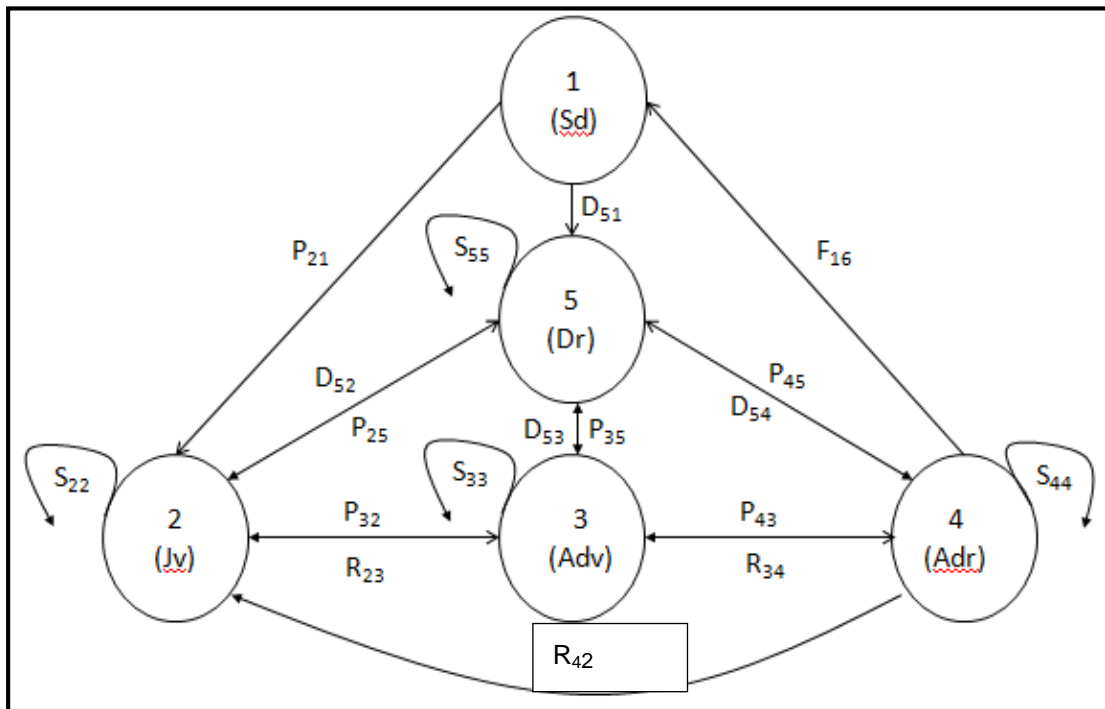 1
(Sd)
D₅₁
P₂₁
F₁₆
S₅₅
5
(Dr)
D₅₂
P₂₅
P₄₅
D₅₄
D₅₃ P₃₅
S₂₂
2
(Jv)
P₃₂
R₂₃
S₃₃
3
(Adv)
P₄₃
R₃₄
4
(Adr)
S₄₄
R₄₂